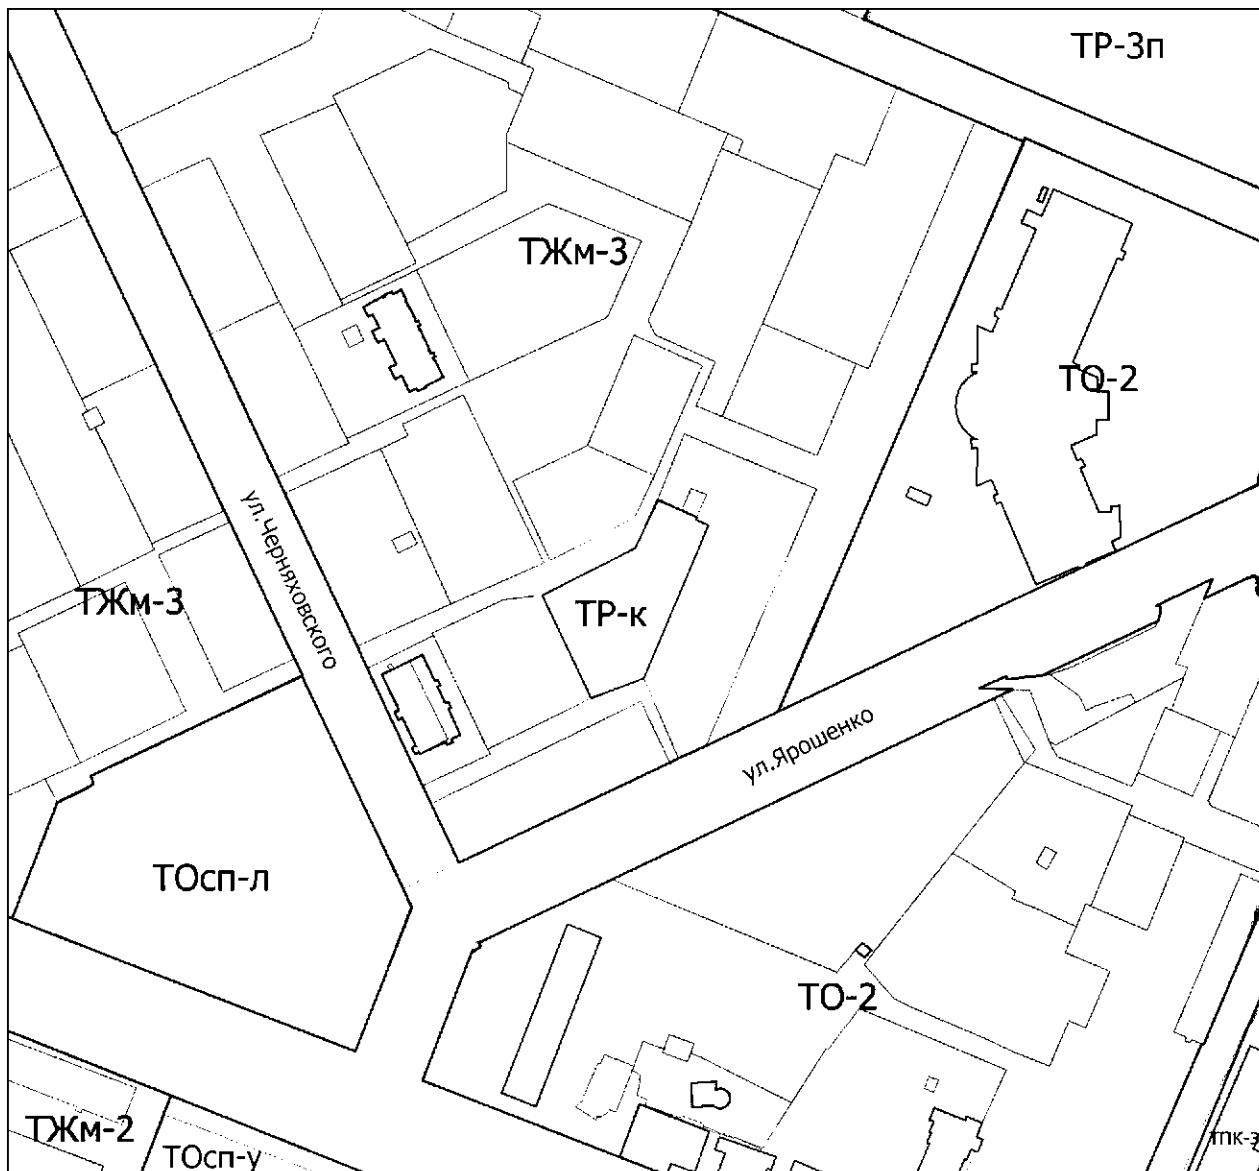 ТР-3п
ТЖм-3
ТО-2
ул.Черняховского
ТЖм-3
ТР-к
ул.Ярошенко
ТОсп-л
ТО-2
ТЖм-2
ТОсп-у